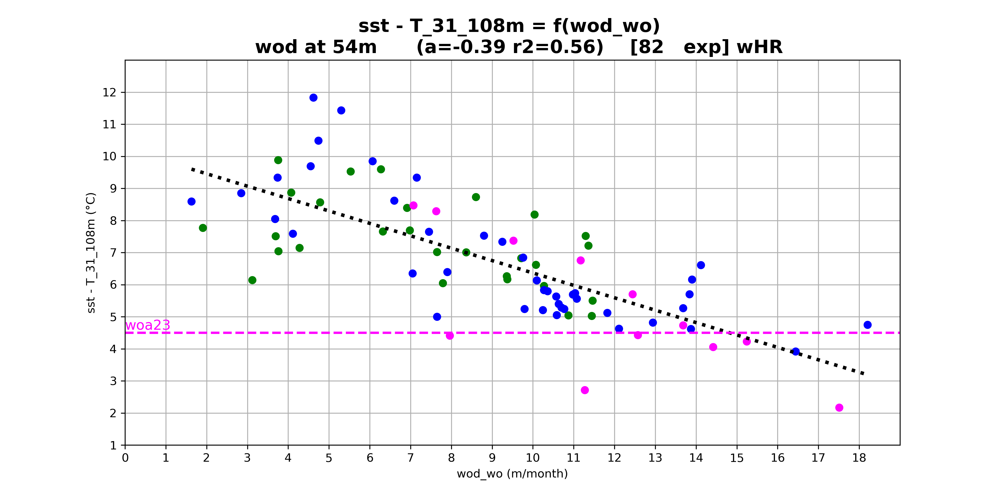 sst - T_31_108m = f(wod_wo)
wod at 54m (a=-0.39 r2=0.56) [82 exp] wHR
12
11
10
9
8
7
6
5
4
3
2
1
sst - T_31_108m (°C)
woa23
0 1 2 3 4 5 6 7 8 9 10 11 12 13 14 15 16 17 18
wod_wo (m/month)